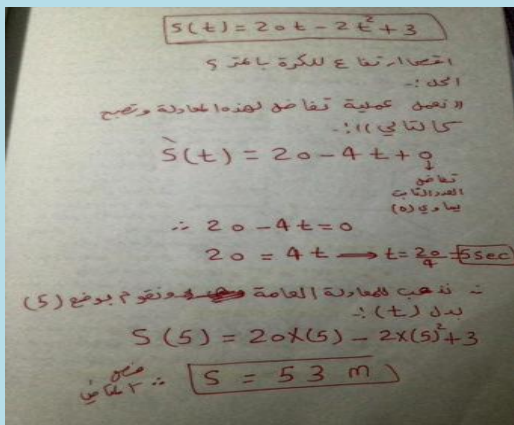 S(t) = 20t - 2t² + 3
اقصى ارتفاع للكرة بالمتر ؟
الحل :-
(( نعمل عملية تفاضل لهذه المعادلة وتصبح
كالتالي )) :-
S̀(t) = 20 - 4t + 0
↓
تفاضل
العدد الثابت
يساوي (0)
∴ 20 - 4t = 0
20 = 4t → t = 20/4 = 5sec
∴ نذهب للمعادلة العامة ونقوم بوضع (5)
بدل (t) :-
S(5) = 20×(5) - 2×(5)² + 3
∴ S = 53 m